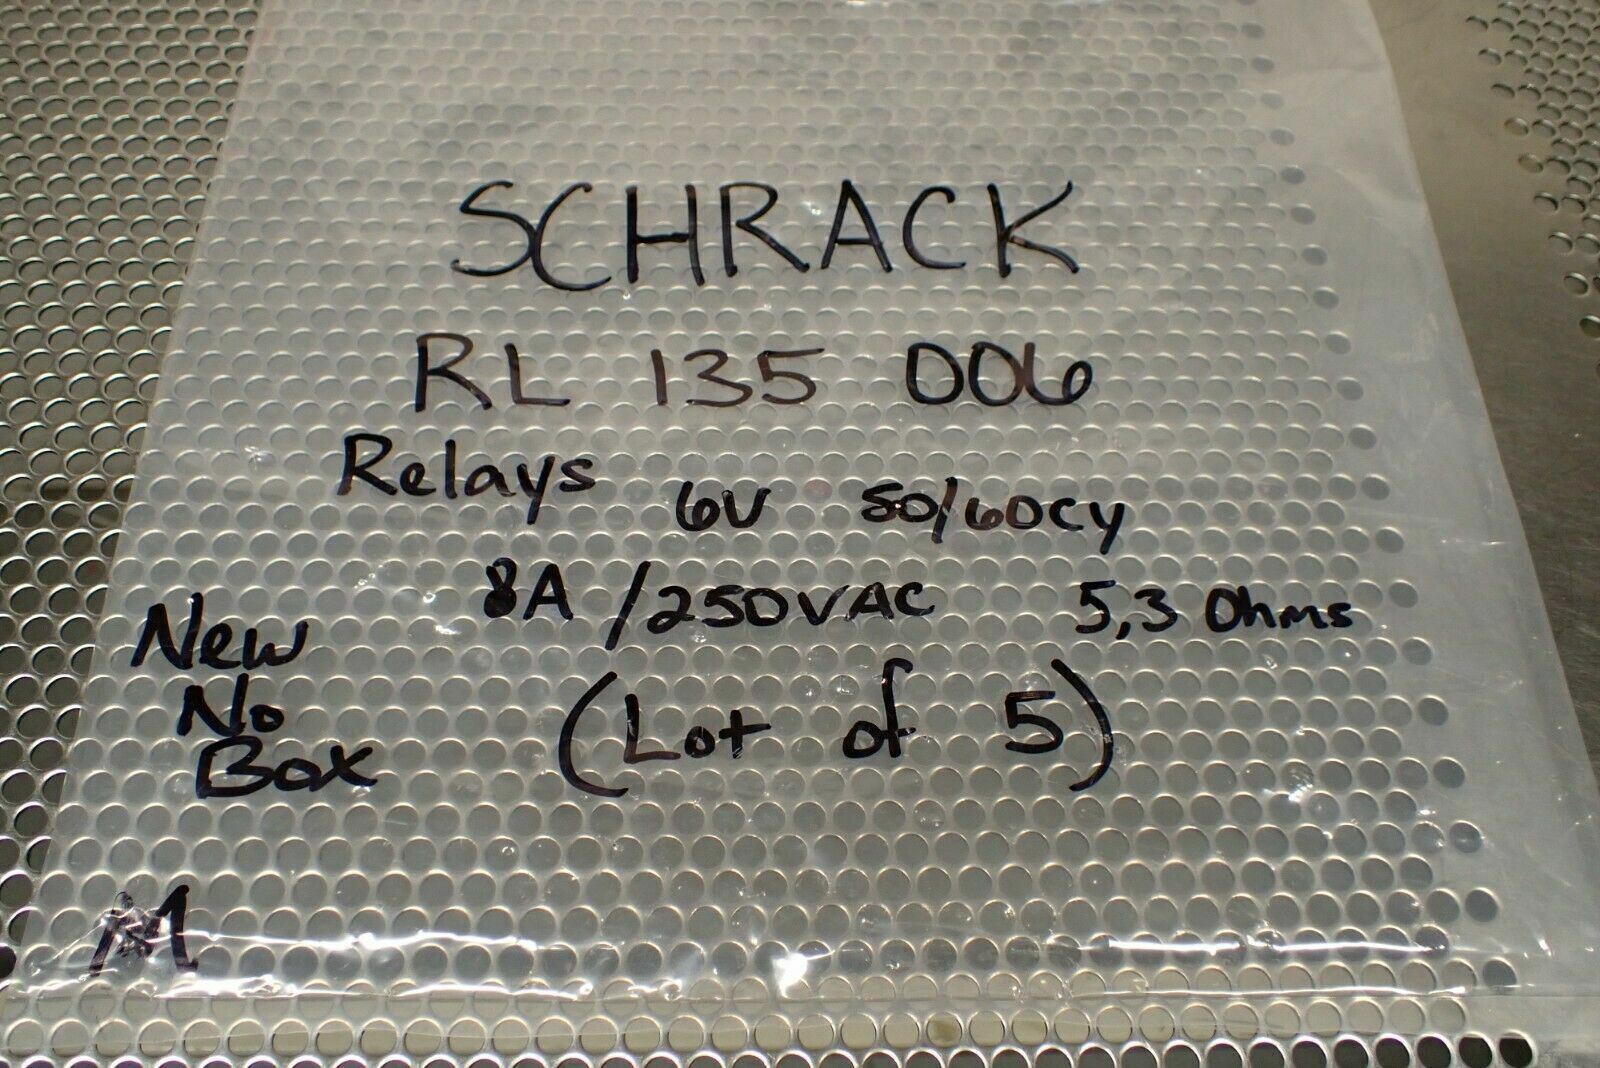 SCHRACK
RL 135 006
Relays 6V 50/60CY
8A/250VAC 5,3 Ohms
New
No
Box
(Lot of 5)
M